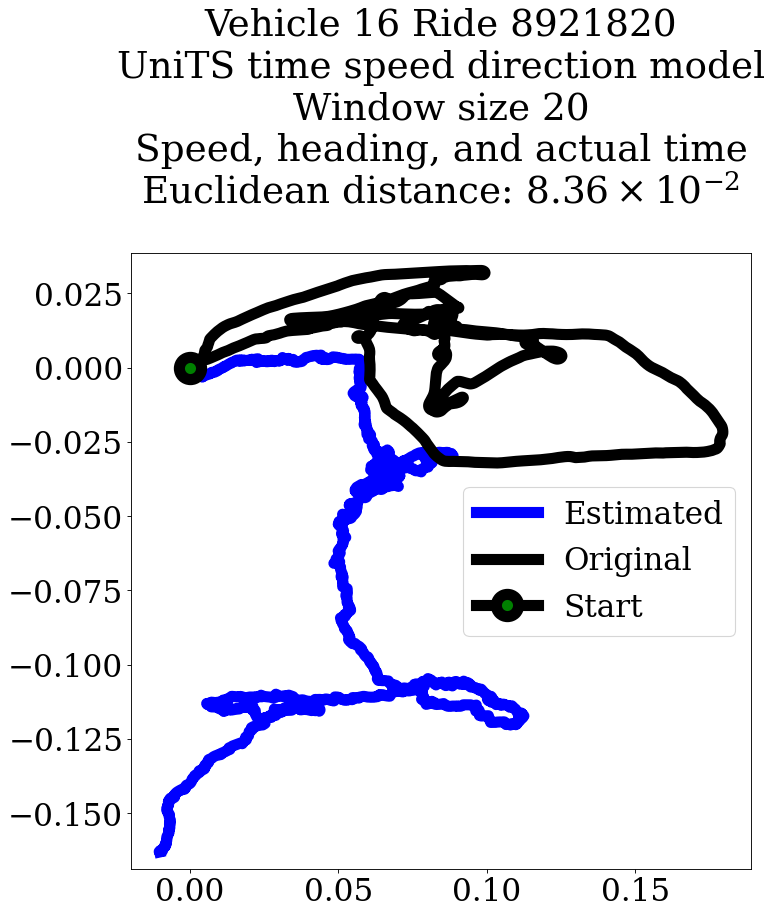 Vehicle 16 Ride 8921820
UniTS time speed direction model
Window size 20
Speed, heading, and actual time
Euclidean distance: 8.36 × 10⁻²
0.025
0.000
−0.025
−0.050
−0.075
−0.100
−0.125
−0.150
Estimated
Original
Start
0.00 0.05 0.10 0.15